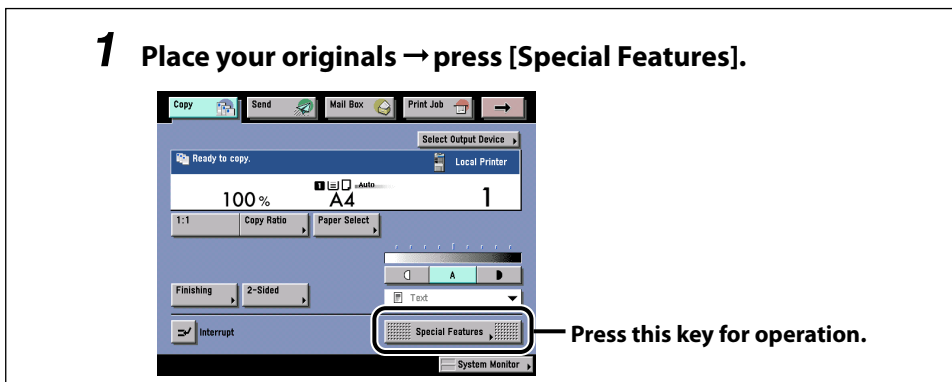 1 Place your originals → press [Special Features].
Copy Send Mail Box Print Job →
Select Output Device
Ready to copy. Local Printer
1 Auto
100 % A4 1
1:1 Copy Ratio Paper Select
A
Finishing 2-Sided
Text
Interrupt Special Features
Press this key for operation.
System Monitor